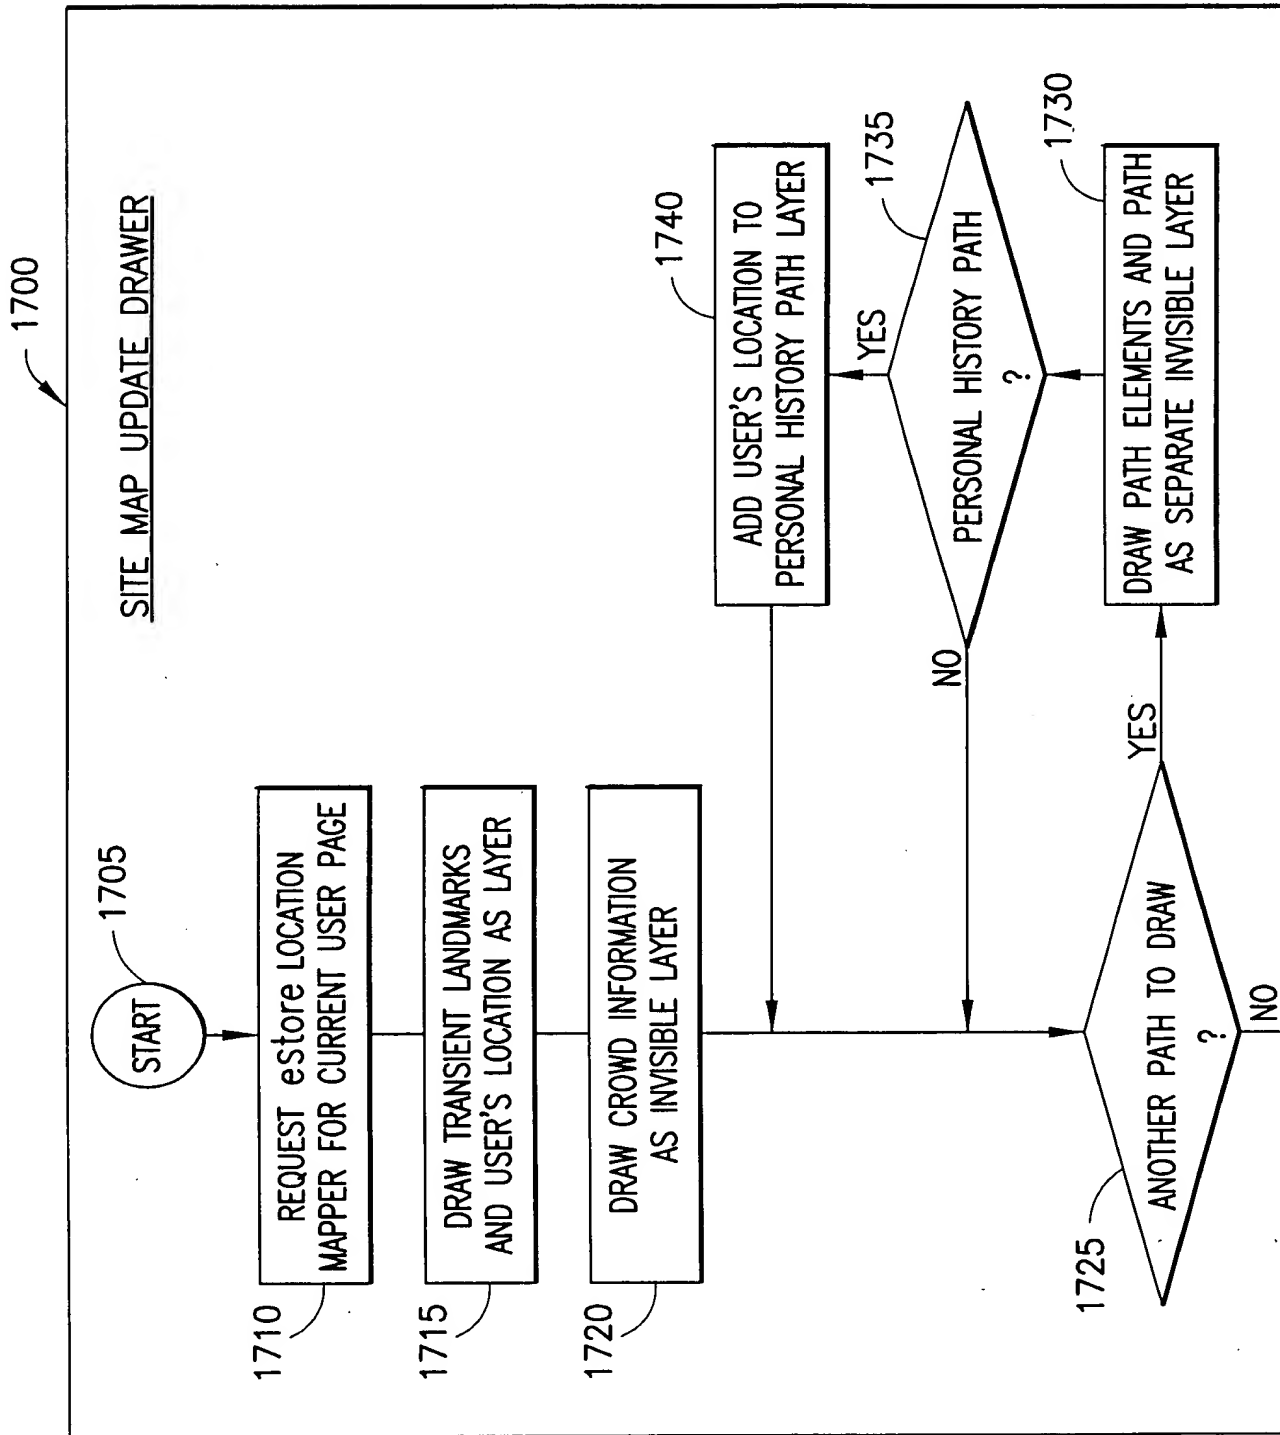 1700
SITE MAP UPDATE DRAWER
1705
START
1710
REQUEST estore LOCATION
MAPPER FOR CURRENT USER PAGE
1715
DRAW TRANSIENT LANDMARKS
AND USER'S LOCATION AS LAYER
1720
DRAW CROWD INFORMATION
AS INVISIBLE LAYER
1725
ANOTHER PATH TO DRAW
?
YES
NO
1730
DRAW PATH ELEMENTS AND PATH
AS SEPARATE INVISIBLE LAYER
1735
PERSONAL HISTORY PATH
?
YES
NO
1740
ADD USER'S LOCATION TO
PERSONAL HISTORY PATH LAYER